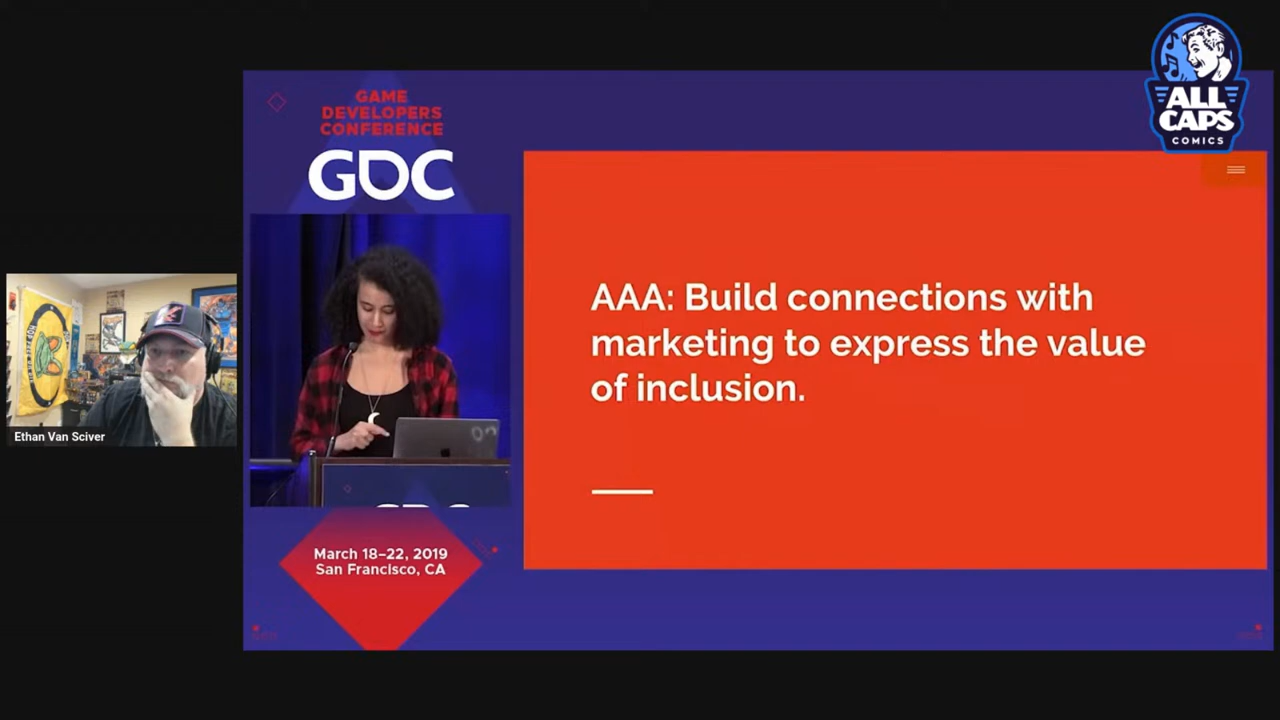 ALL
CAPS
COMICS
GAME
DEVELOPERS
CONFERENCE
GDC
AAA: Build connections with
marketing to express the value
of inclusion.
Ethan Van Sciver
March 18–22, 2019
San Francisco, CA